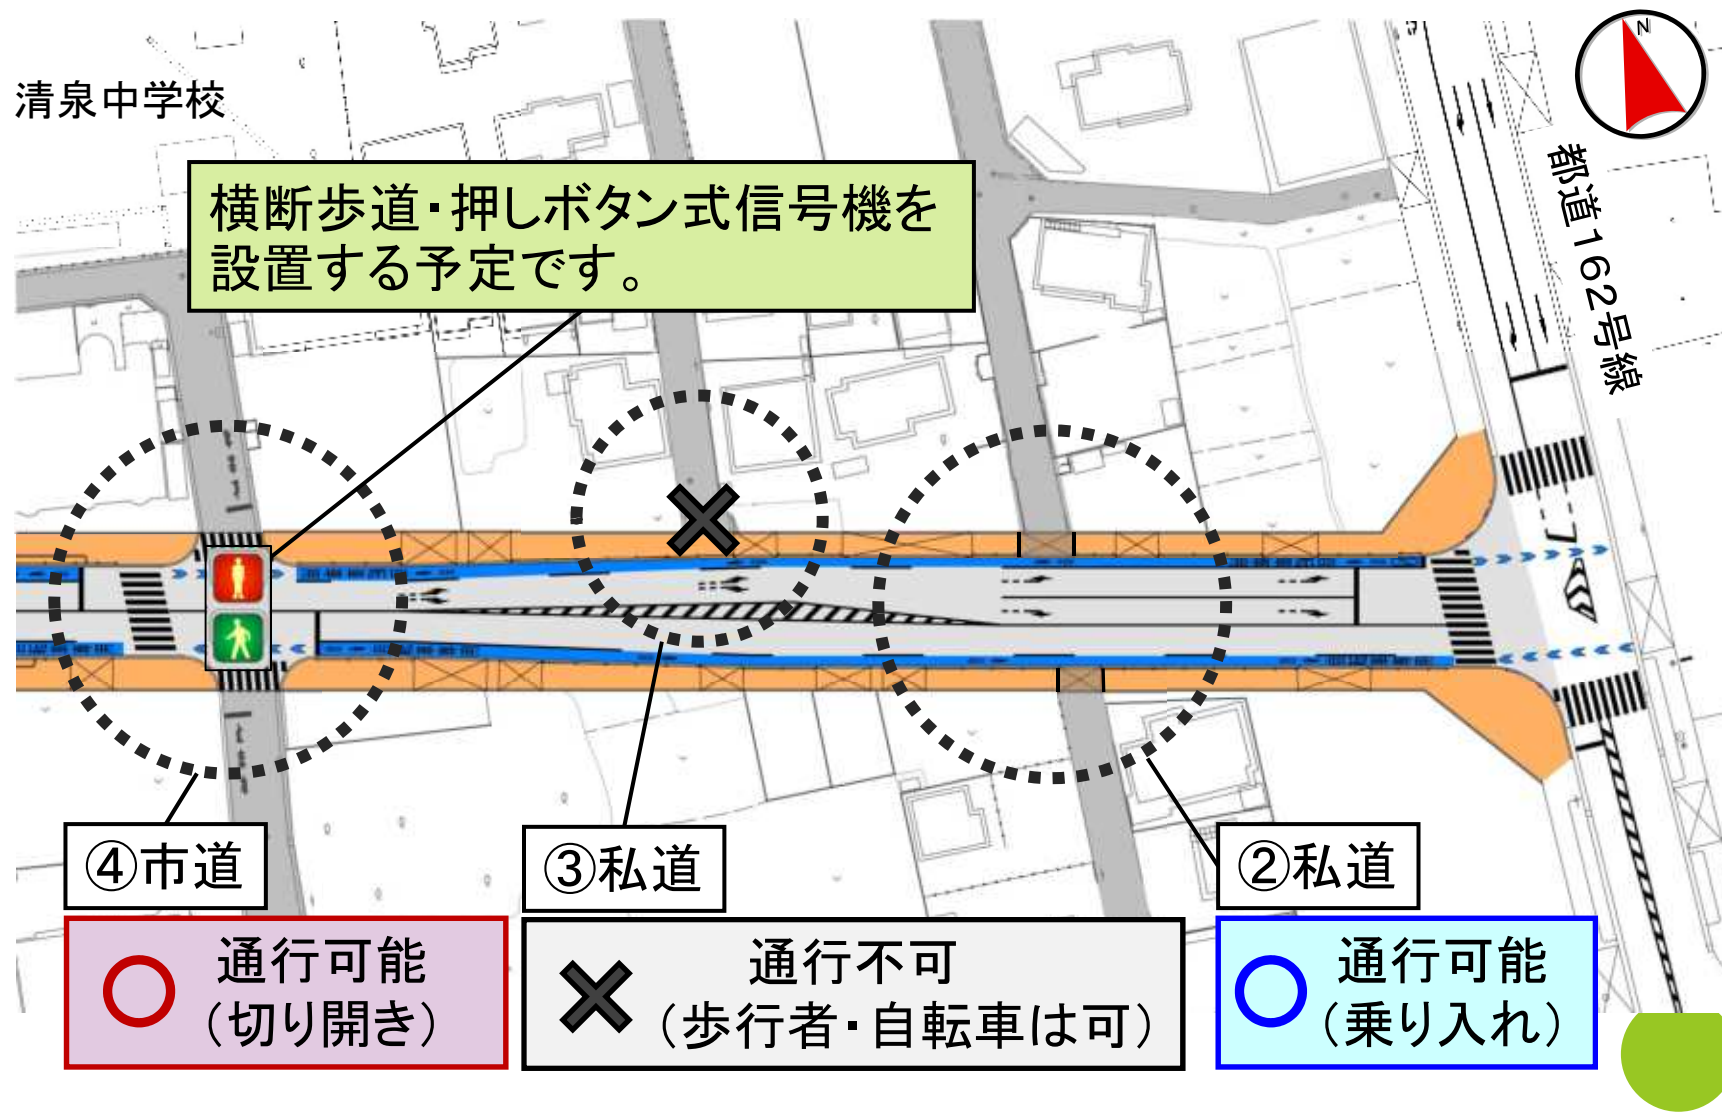 清泉中学校
N
横断歩道・押しボタン式信号機を
設置する予定です。
都道162号線
④市道
③私道
②私道
通行可能
（切り開き）
通行不可
（歩行者・自転車は可）
通行可能
（乗り入れ）